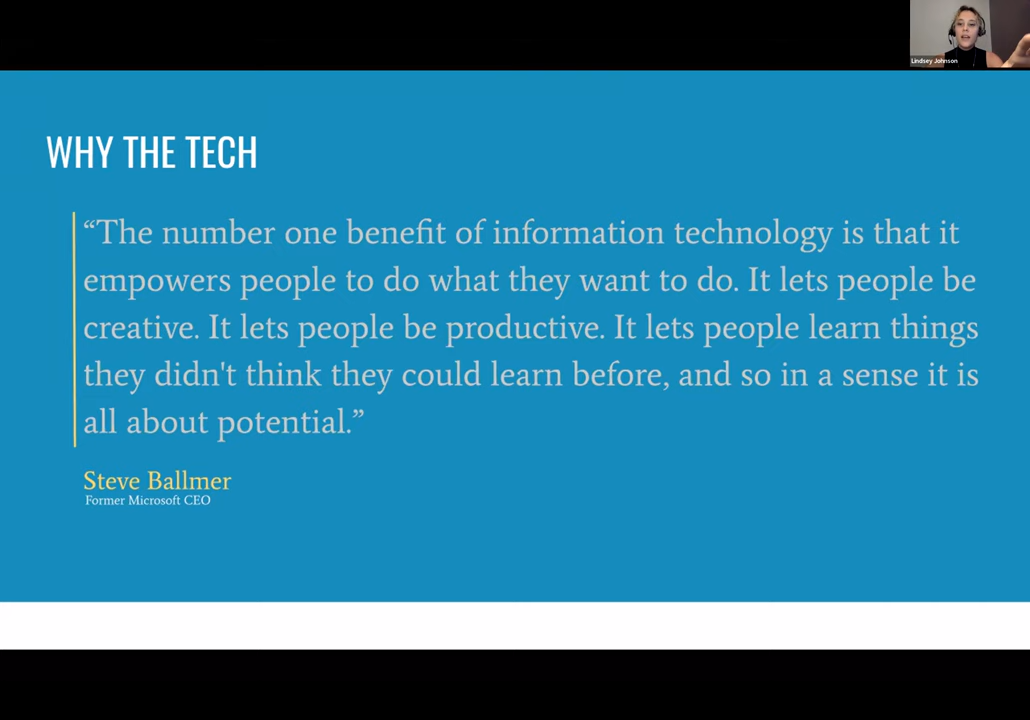 Lindsey Johnson
WHY THE TECH
“The number one benefit of information technology is that it
empowers people to do what they want to do. It lets people be
creative. It lets people be productive. It lets people learn things
they didn't think they could learn before, and so in a sense it is
all about potential.”
Steve Ballmer
Former Microsoft CEO